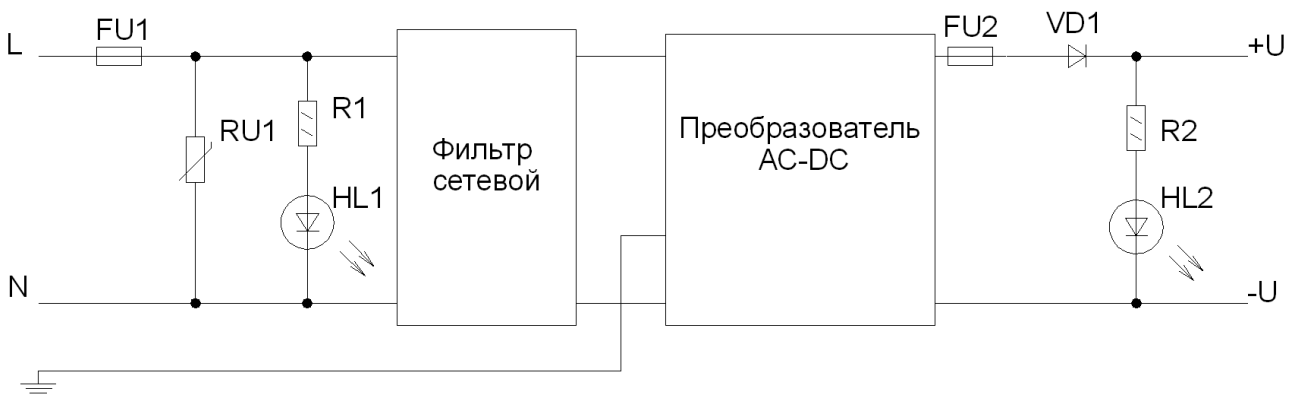 L
FU1
RU1
R1
HL1
N
Фильтр
сетевой
Преобразователь
AC-DC
FU2
VD1
+U
R2
HL2
-U